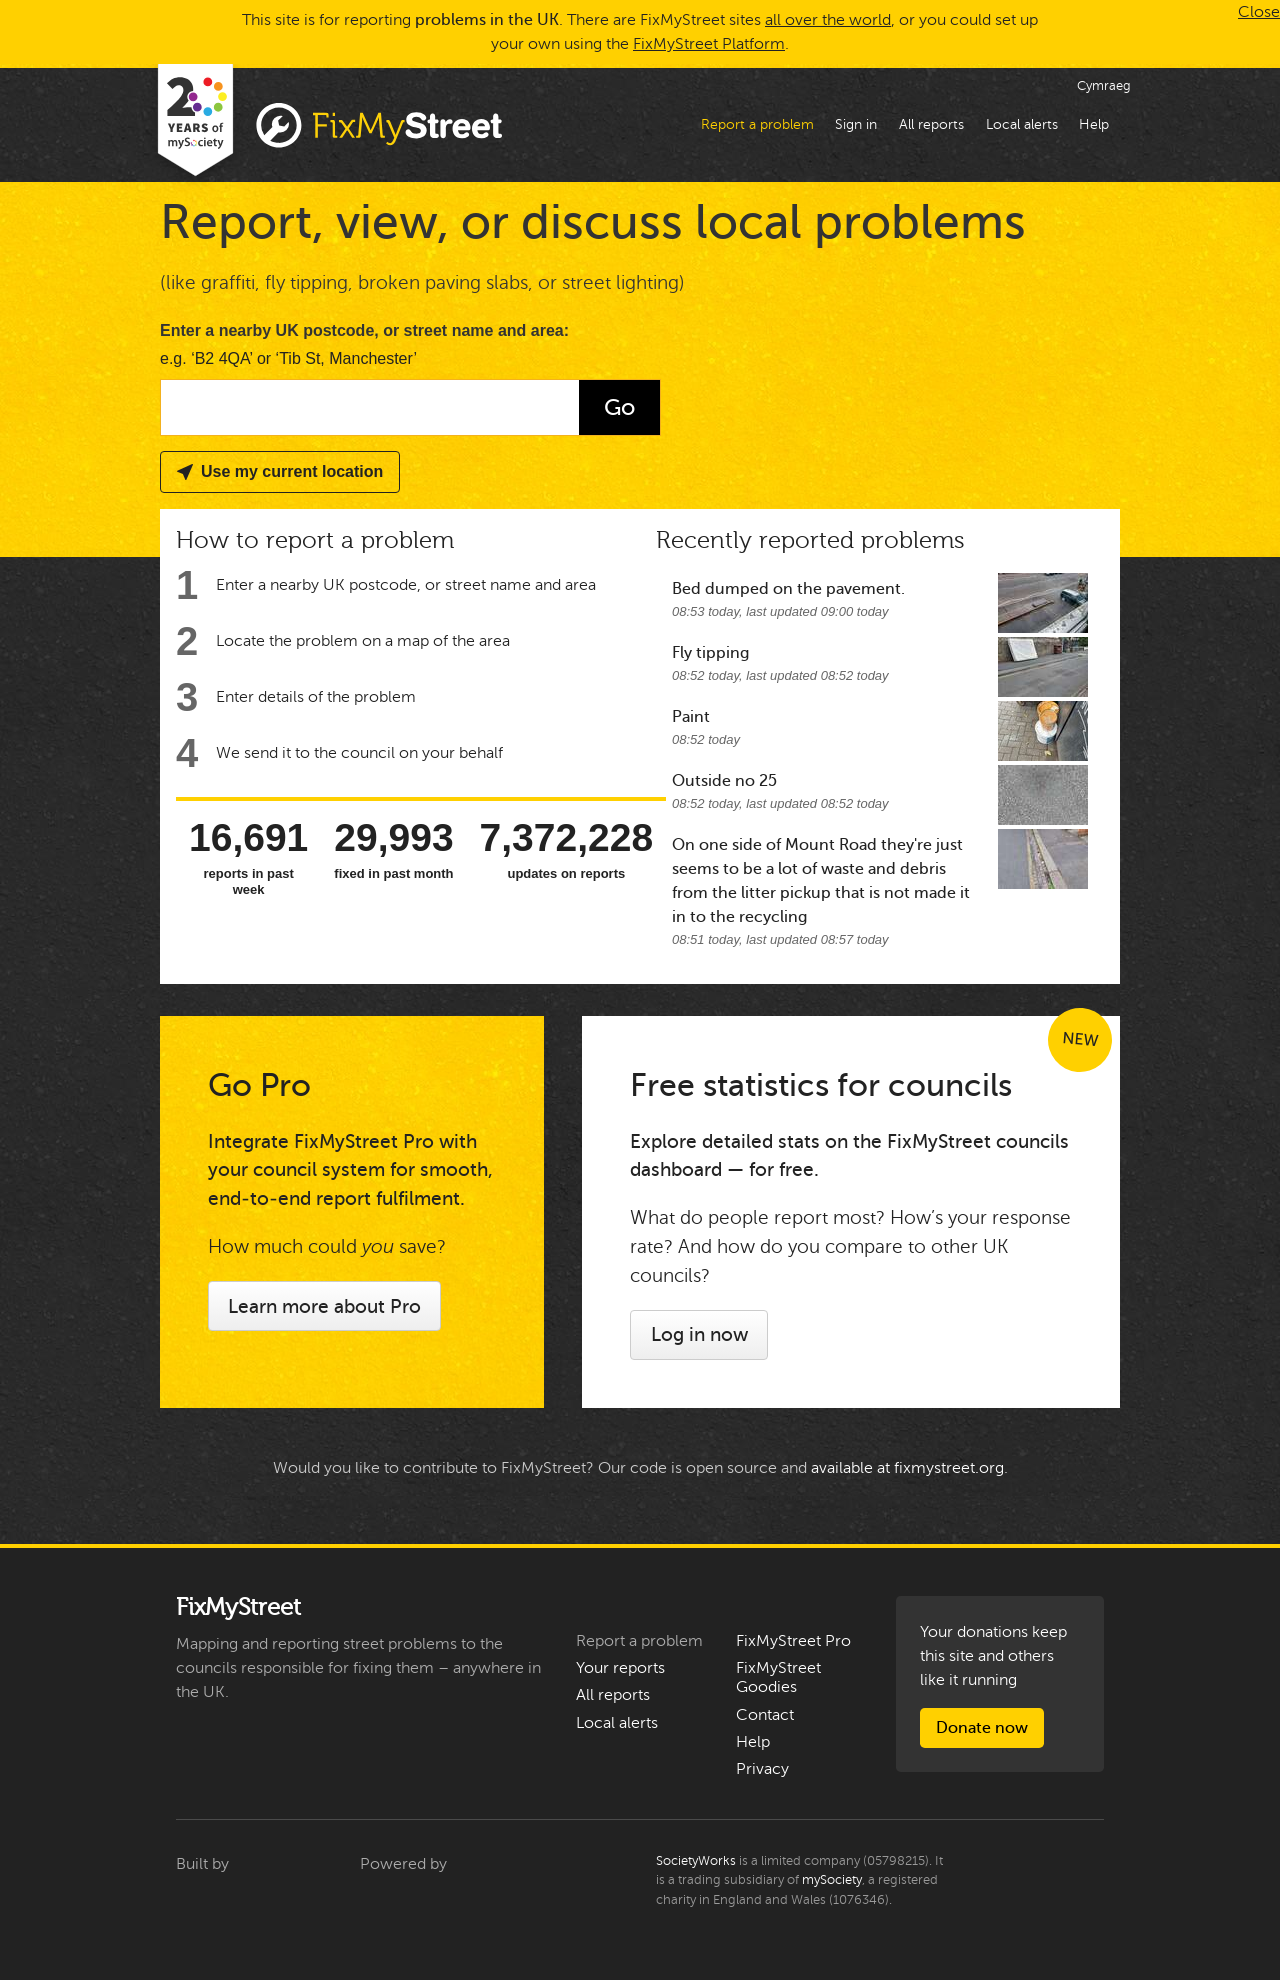 This site is for reporting problems in the UK. There are FixMyStreet sites all over the world, or you could set up
your own using the FixMyStreet Platform.
Close
20
YEARS of
mySociety
FixMyStreet
Cymraeg
Report a problem
Sign in
All reports
Local alerts
Help
Report, view, or discuss local problems
(like graffiti, fly tipping, broken paving slabs, or street lighting)
Enter a nearby UK postcode, or street name and area:
e.g. ‘B2 4QA’ or ‘Tib St, Manchester’
Go
Use my current location
How to report a problem
1 Enter a nearby UK postcode, or street name and area
2 Locate the problem on a map of the area
3 Enter details of the problem
4 We send it to the council on your behalf
16,691
reports in past
week
29,993
fixed in past month
7,372,228
updates on reports
Recently reported problems
Bed dumped on the pavement.
08:53 today, last updated 09:00 today
Fly tipping
08:52 today, last updated 08:52 today
Paint
08:52 today
Outside no 25
08:52 today, last updated 08:52 today
On one side of Mount Road they're just
seems to be a lot of waste and debris
from the litter pickup that is not made it
in to the recycling
08:51 today, last updated 08:57 today
Go Pro
Integrate FixMyStreet Pro with
your council system for smooth,
end-to-end report fulfilment.
How much could you save?
Learn more about Pro
NEW
Free statistics for councils
Explore detailed stats on the FixMyStreet councils
dashboard — for free.
What do people report most? How’s your response
rate? And how do you compare to other UK
councils?
Log in now
Would you like to contribute to FixMyStreet? Our code is open source and available at fixmystreet.org.
FixMyStreet
Mapping and reporting street problems to the
councils responsible for fixing them – anywhere in
the UK.
Report a problem
Your reports
All reports
Local alerts
FixMyStreet Pro
FixMyStreet
Goodies
Contact
Help
Privacy
Your donations keep
this site and others
like it running
Donate now
Built by
Powered by
SocietyWorks is a limited company (05798215). It
is a trading subsidiary of mySociety, a registered
charity in England and Wales (1076346).